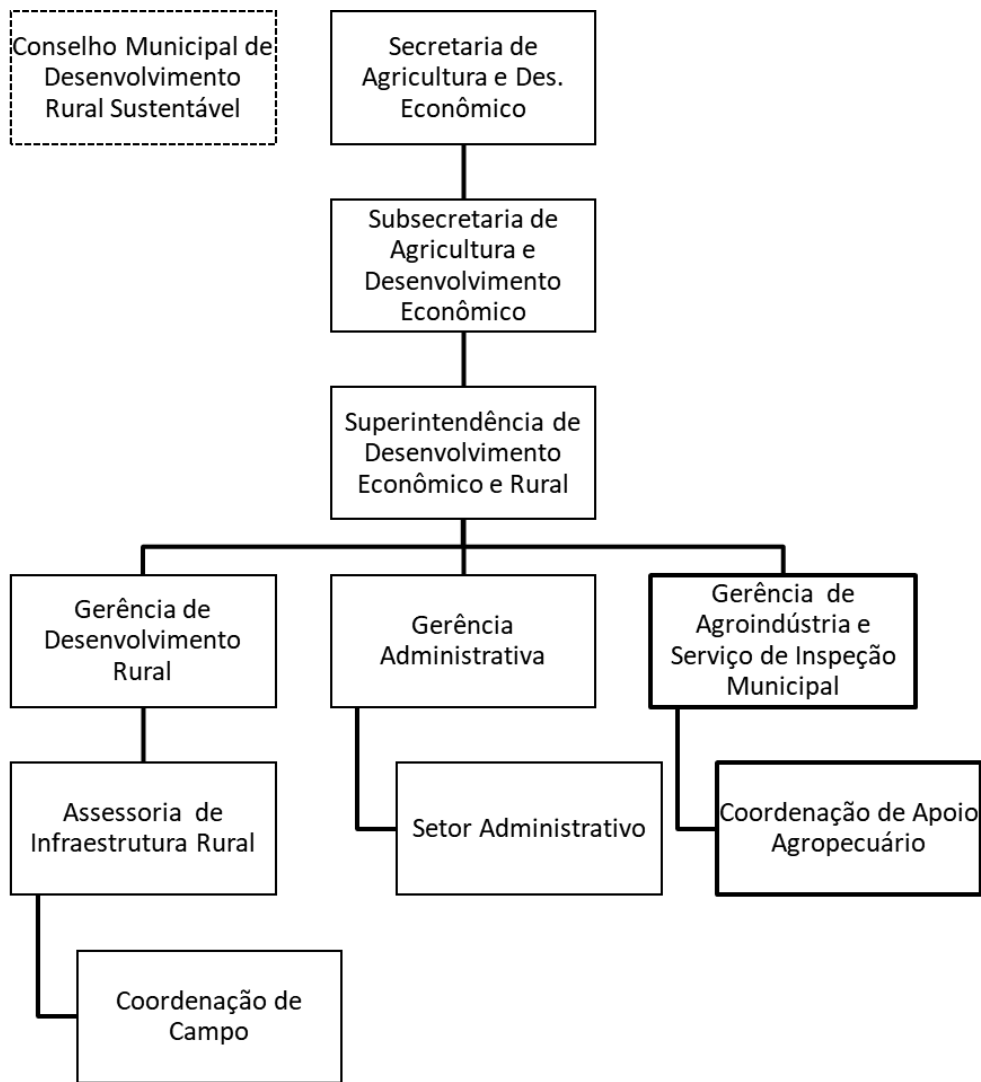 Conselho Municipal de
Desenvolvimento
Rural Sustentável
Secretaria de
Agricultura e Des.
Econômico
Subsecretaria de
Agricultura e
Desenvolvimento
Econômico
Superintendência de
Desenvolvimento
Econômico e Rural
Gerência de
Desenvolvimento
Rural
Gerência
Administrativa
Gerência de
Agroindústria e
Serviço de Inspeção
Municipal
Assessoria de
Infraestrutura Rural
Setor Administrativo
Coordenação de Apoio
Agropecuário
Coordenação de
Campo